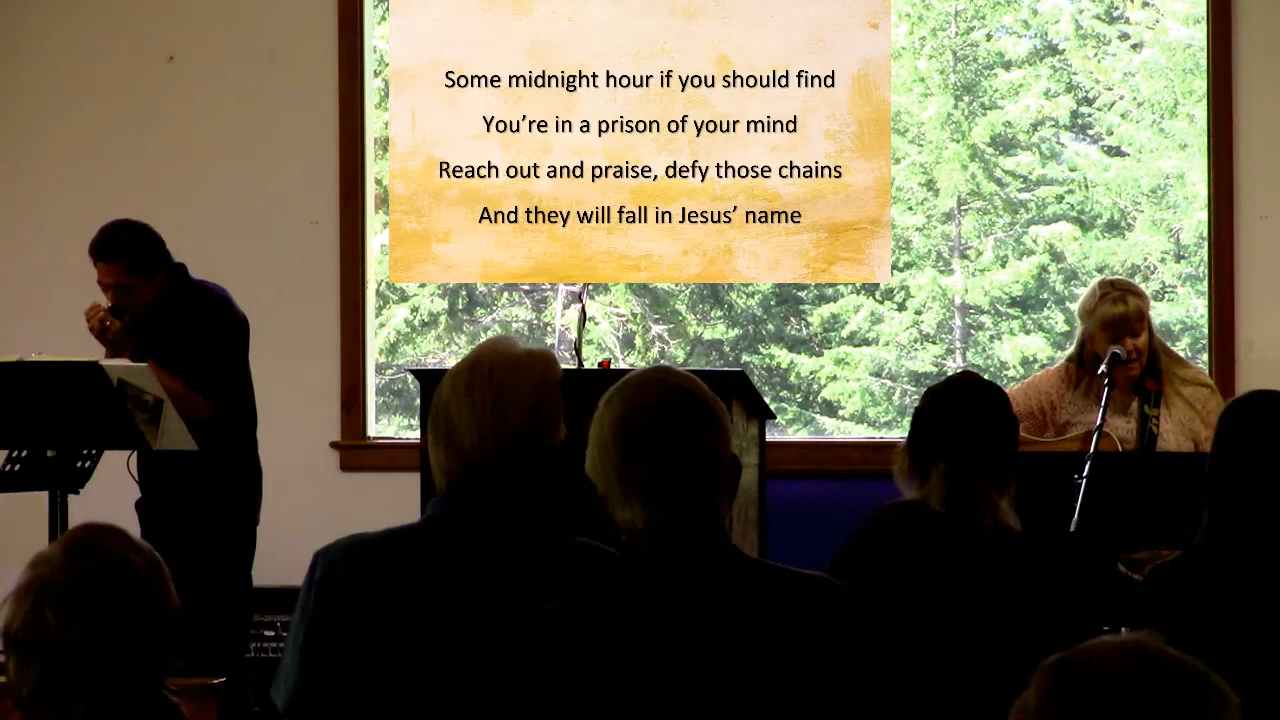 Some midnight hour if you should find
You’re in a prison of your mind
Reach out and praise, defy those chains
And they will fall in Jesus’ name